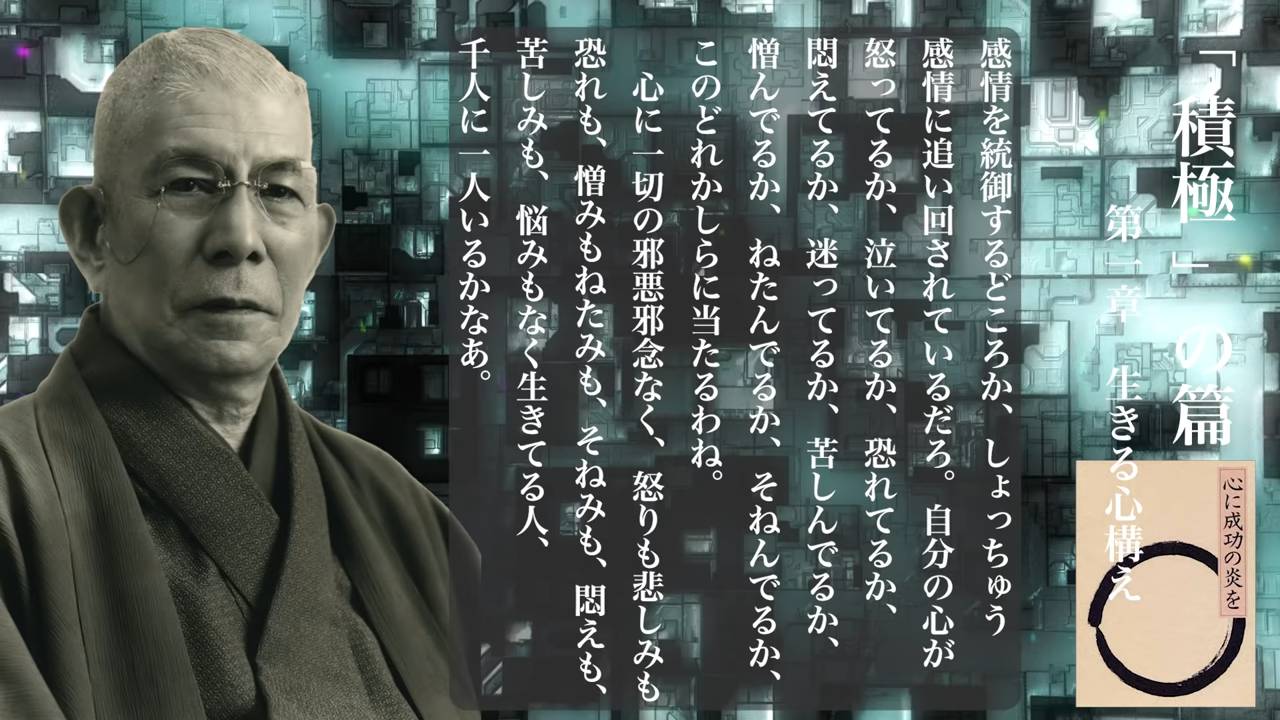 「積極」の篇
第一章 生きる心構え
心に成功の炎を
感情を統御するどころか、しょっちゅう
感情に追い回されているだろ。自分の心が
怒ってるか、泣いてるか、恐れてるか、
悶えてるか、迷ってるか、苦しんでるか、
憎んでるか、ねたんでるか、そねんでるか、
このどれかしらに当たるわね。
心に一切の邪悪邪念なく、怒りも悲しみも
恐れも、憎みもねたみも、そねみも、悶えも、
苦しみも、悩みもなく生きてる人、
千人に一人いるかなあ。